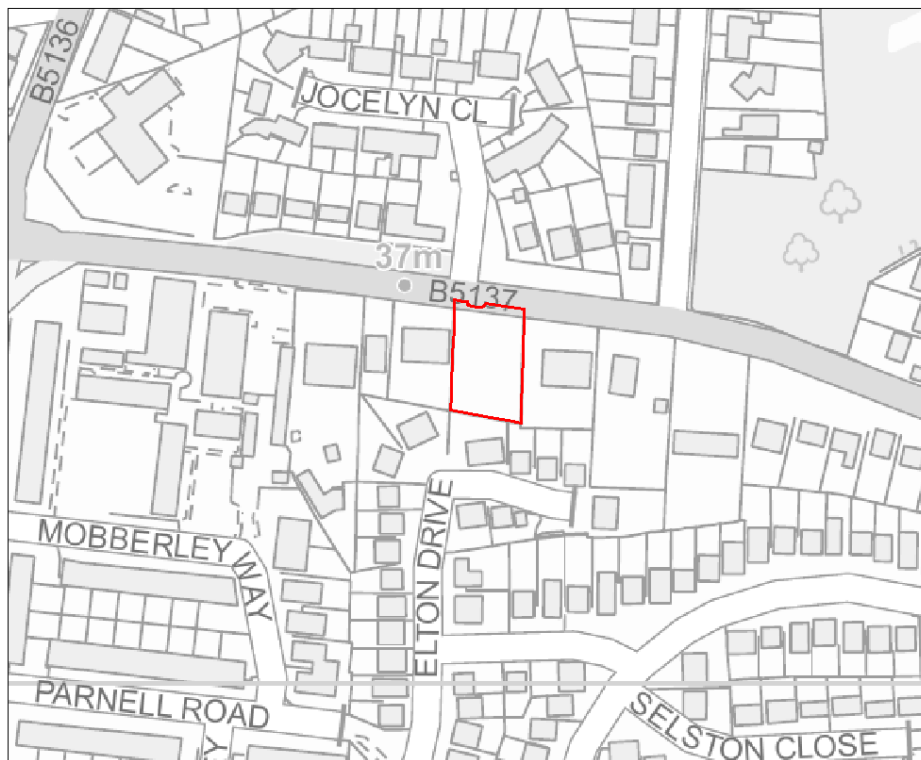 B5136
JOCELYN CL
37m
B5137
MOBBERLEY WAY
ELTON DRIVE
PARNELL ROAD
SELSTON CLOSE
Y